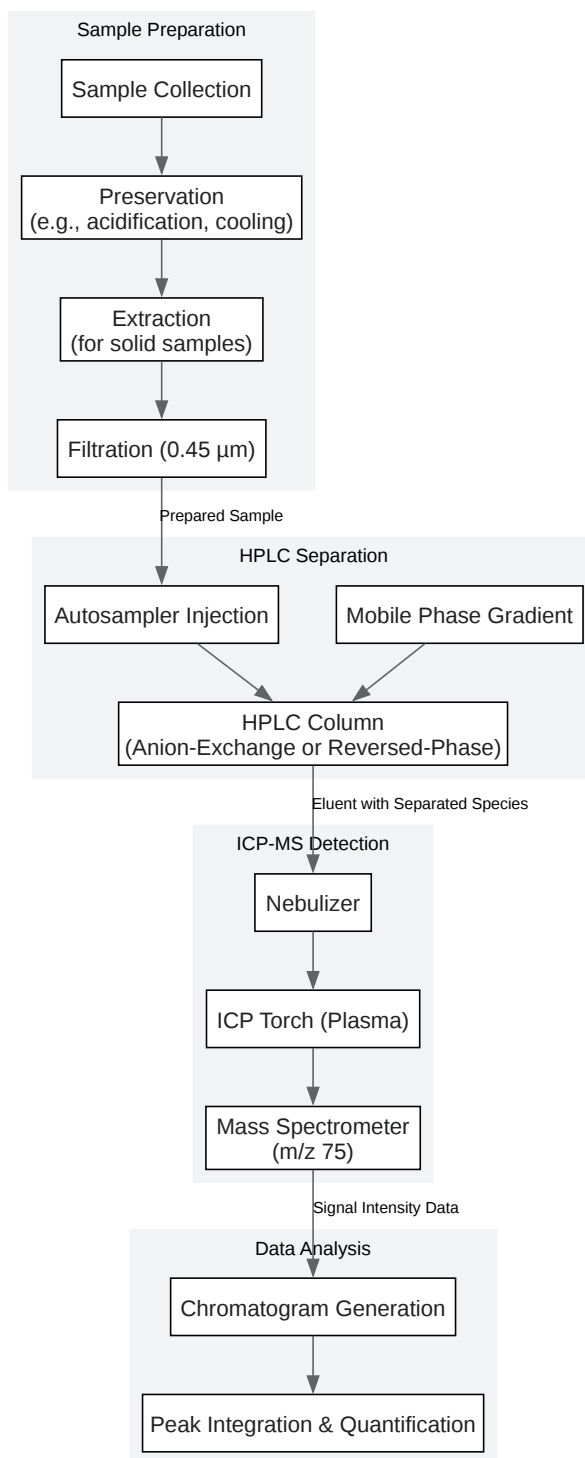 Sample Preparation
Sample Collection
Preservation
(e.g., acidification, cooling)
Extraction
(for solid samples)
Filtration (0.45 µm)
Prepared Sample
HPLC Separation
Autosampler Injection
Mobile Phase Gradient
HPLC Column
(Anion-Exchange or Reversed-Phase)
Eluent with Separated Species
ICP-MS Detection
Nebulizer
ICP Torch (Plasma)
Mass Spectrometer
(m/z 75)
Signal Intensity Data
Data Analysis
Chromatogram Generation
Peak Integration & Quantification